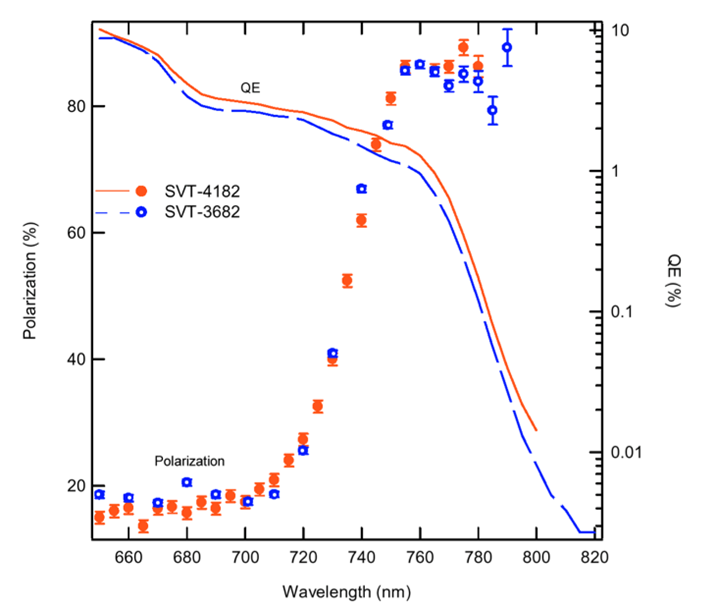 10
QE
80
1
SVT-4182
SVT-3682
60
Polarization (%)
QE (%)
0.1
40
0.01
Polarization
20
660 680 700 720 740 760 780 800 820
Wavelength (nm)